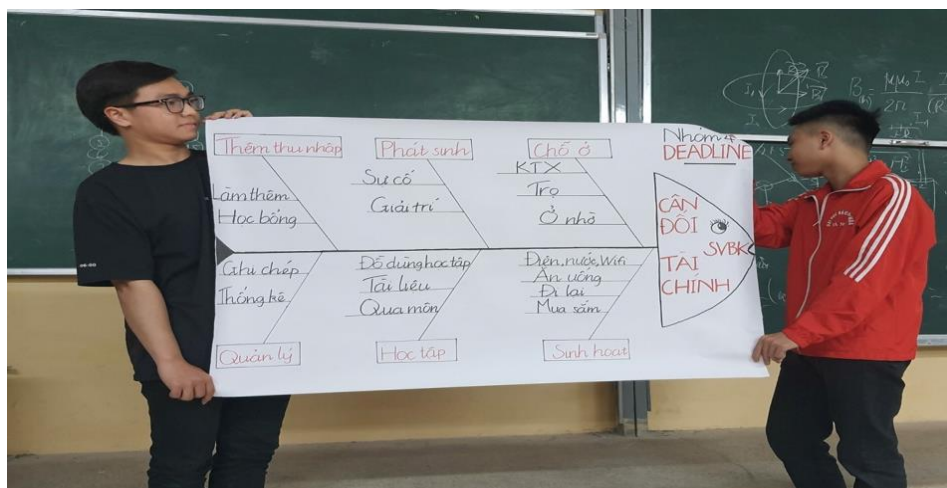 Thêm thu nhập
Làm thêm
Học bổng
Phát sinh
Sự cố
Giải trí
Chỗ ở
KTX
Trọ
Ở nhờ
Nhóm 4
DEADLINE
CÂN
ĐỐI
TÀI
CHÍNH
SVBK
Ghi chép
Thống kê
Quản lý
Đồ dùng học tập
Tài liệu
Qua môn
Học tập
Điện, nước, Wifi
Ăn uống
Đi lại
Mua sắm
Sinh hoạt